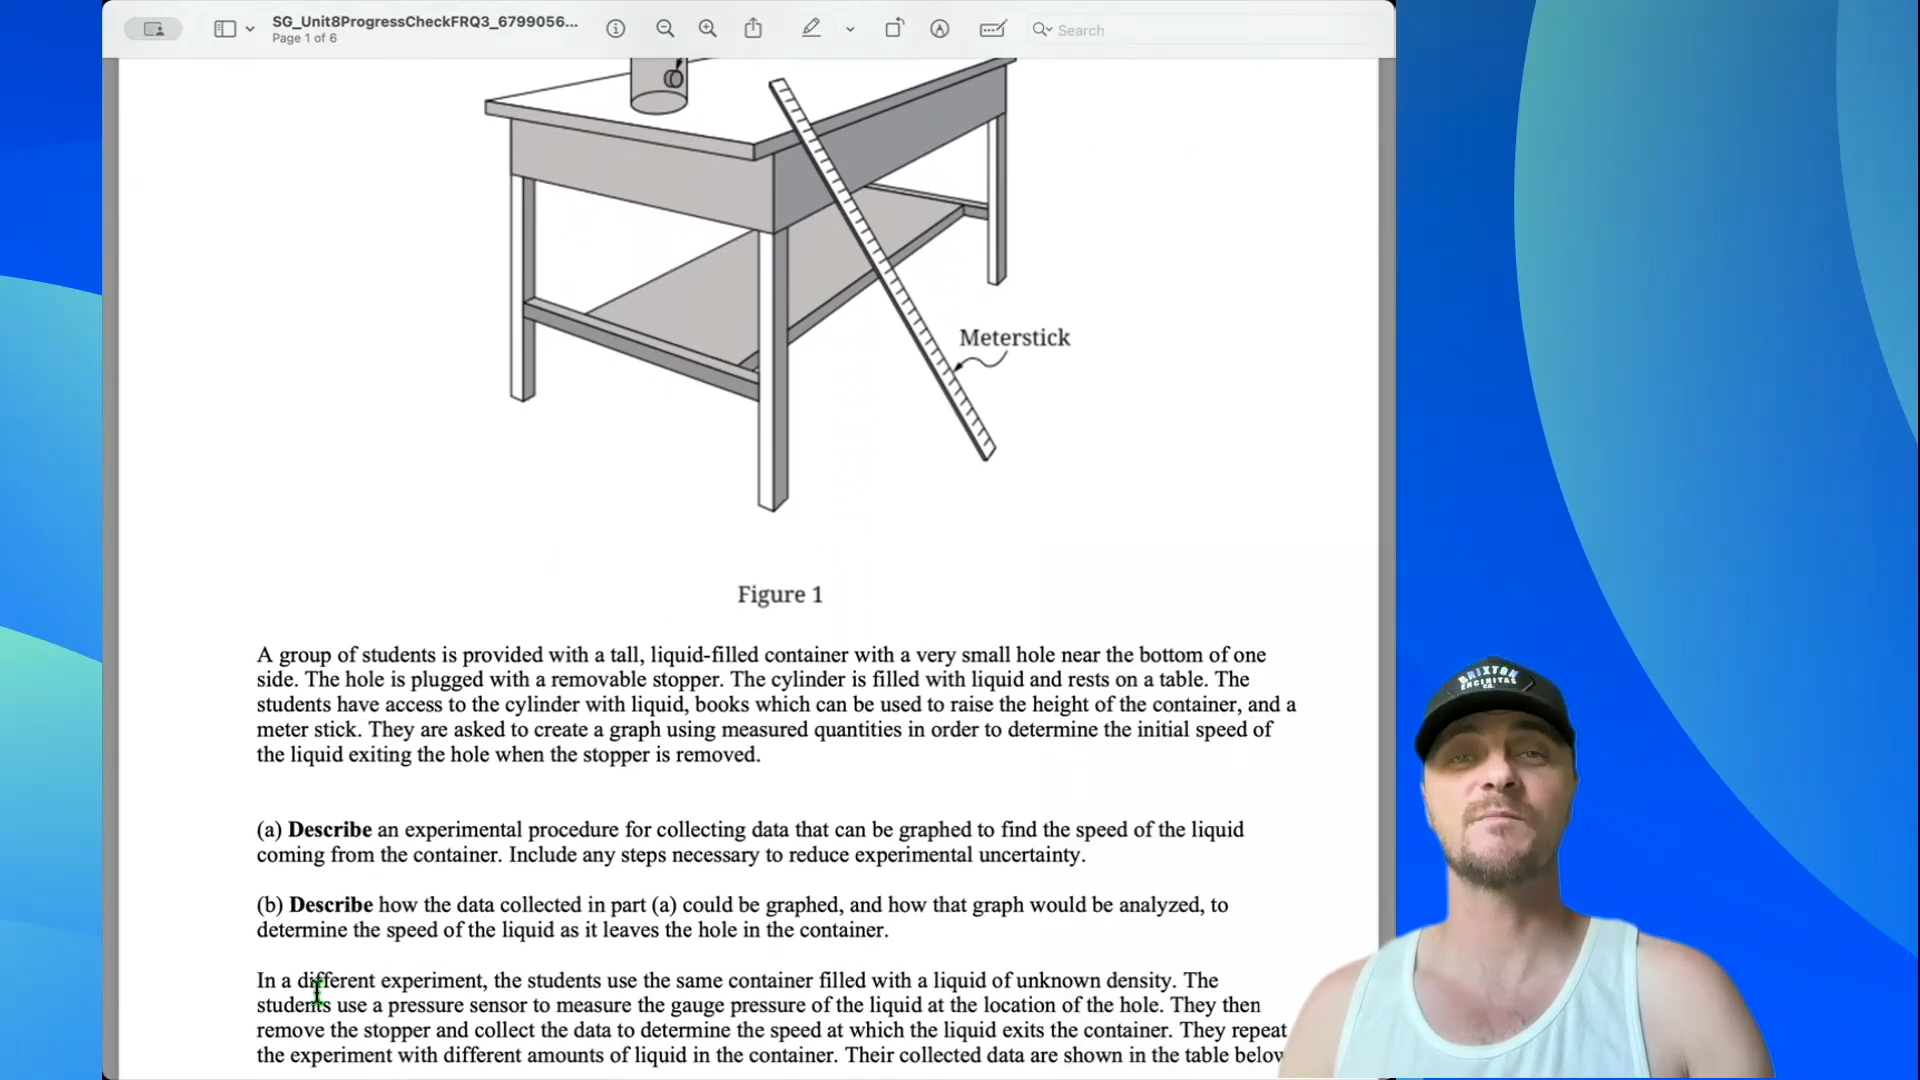 SG_Unit8ProgressCheckFRQ3_6799056...
Page 1 of 6
Search
Meterstick
Figure 1
A group of students is provided with a tall, liquid-filled container with a very small hole near the bottom of one
side. The hole is plugged with a removable stopper. The cylinder is filled with liquid and rests on a table. The
students have access to the cylinder with liquid, books which can be used to raise the height of the container, and a
meter stick. They are asked to create a graph using measured quantities in order to determine the initial speed of
the liquid exiting the hole when the stopper is removed.
(a) Describe an experimental procedure for collecting data that can be graphed to find the speed of the liquid
coming from the container. Include any steps necessary to reduce experimental uncertainty.
(b) Describe how the data collected in part (a) could be graphed, and how that graph would be analyzed, to
determine the speed of the liquid as it leaves the hole in the container.
In a different experiment, the students use the same container filled with a liquid of unknown density. The
students use a pressure sensor to measure the gauge pressure of the liquid at the location of the hole. They then
remove the stopper and collect the data to determine the speed at which the liquid exits the container. They repeat
the experiment with different amounts of liquid in the container. Their collected data are shown in the table below
BRIXTON
ENCINITAS
CA.